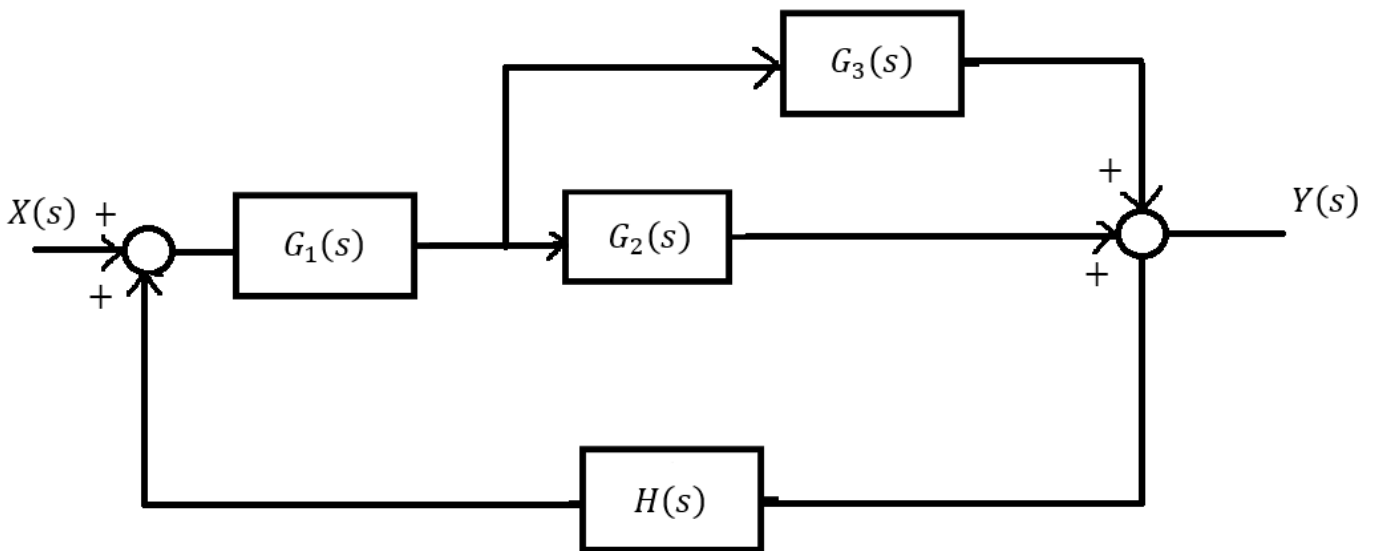 G₃(s)
+
X(s) +
G₁(s)
G₂(s)
Y(s)
+
+
H(s)